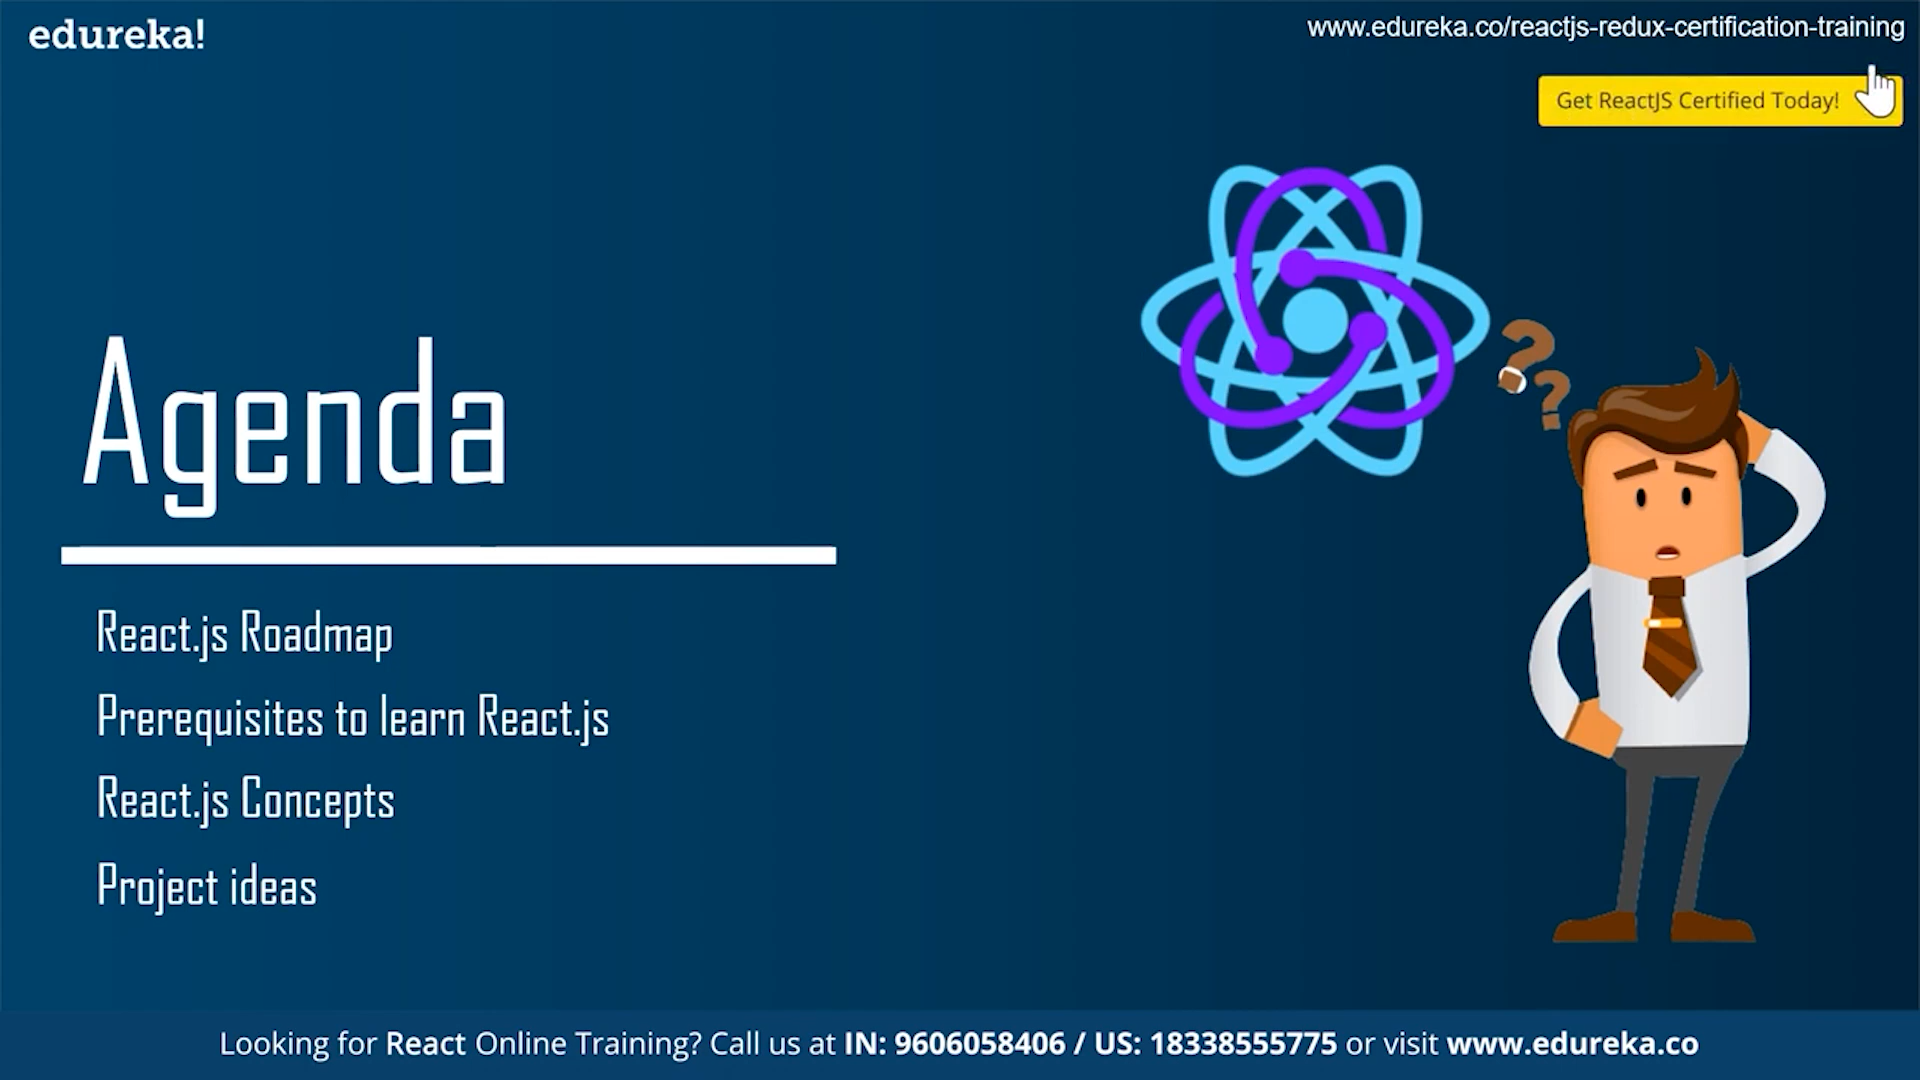 edureka!
www.edureka.co/reactjs-redux-certification-training
Get ReactJS Certified Today!
Agenda
React.js Roadmap
Prerequisites to learn React.js
React.js Concepts
Project ideas
??
Looking for React Online Training? Call us at IN: 9606058406 / US: 18338555775 or visit www.edureka.co